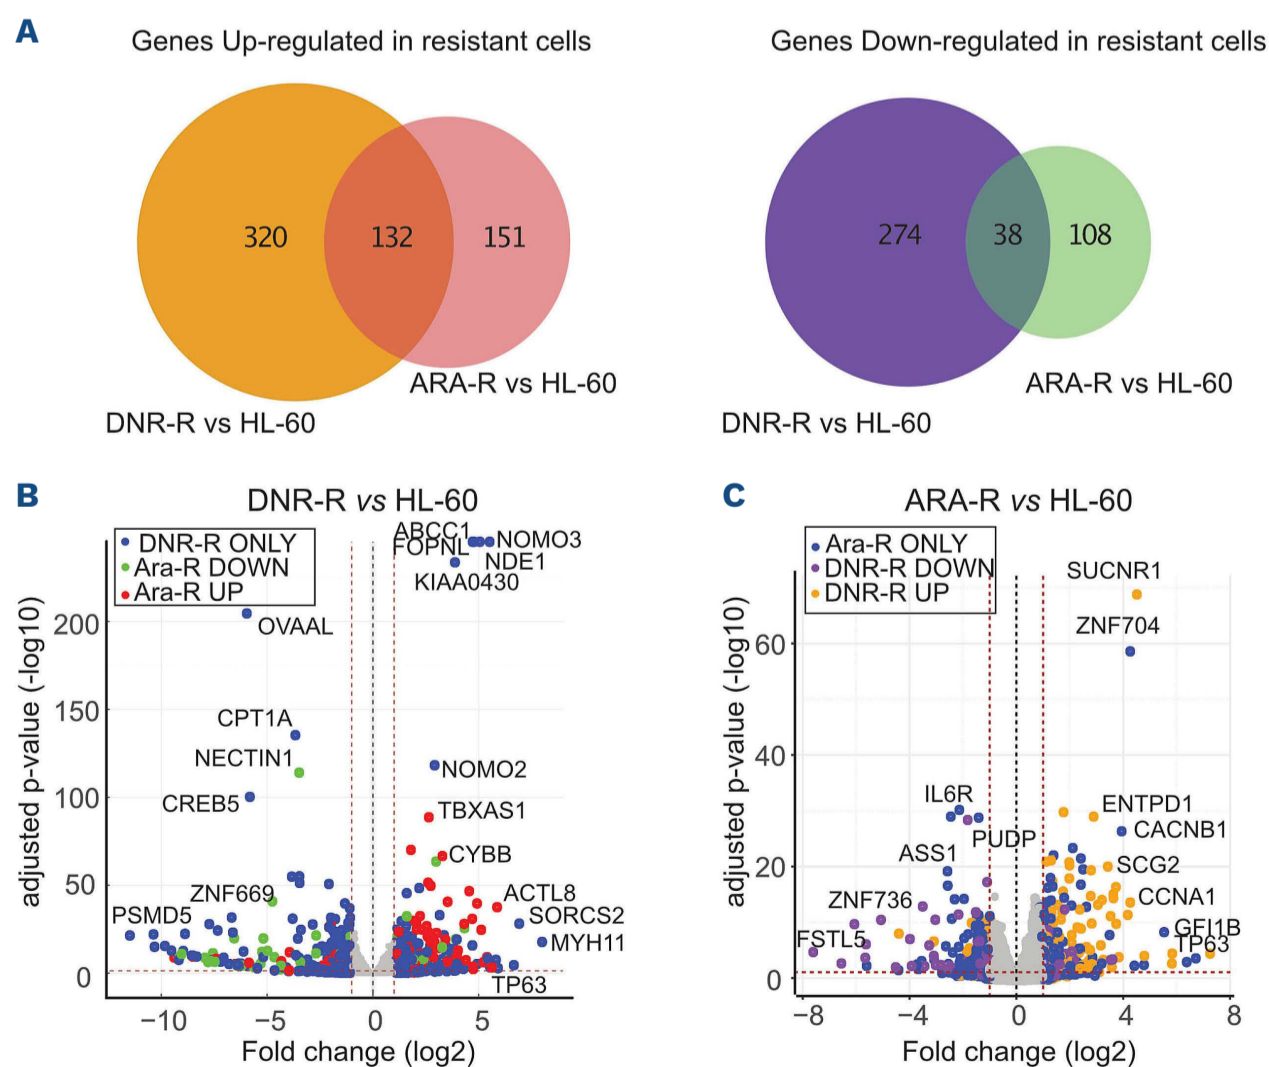 A
Genes Up-regulated in resistant cells
Genes Down-regulated in resistant cells
320
132
151
274
38
108
ARA-R vs HL-60
DNR-R vs HL-60
ARA-R vs HL-60
DNR-R vs HL-60
B
DNR-R vs HL-60
DNR-R ONLY
Ara-R DOWN
Ara-R UP
ABCC1
NOMO3
FOPNL
NDE1
KIAA0430
OVAAL
CPT1A
NECTIN1
CREB5
NOMO2
TBXAS1
CYBB
ZNF669
ACTL8
PSMD5
SORCS2
MYH11
TP63
adjusted p-value (-log10)
200
150
100
50
0
−10
−5
0
5
Fold change (log2)
C
ARA-R vs HL-60
Ara-R ONLY
DNR-R DOWN
DNR-R UP
SUCNR1
ZNF704
IL6R
ENTPD1
PUDP
CACNB1
ASS1
SCG2
ZNF736
CCNA1
GFI1B
FSTL5
TP63
adjusted p-value (-log10)
60
40
20
0
−8
−4
0
4
8
Fold change (log2)